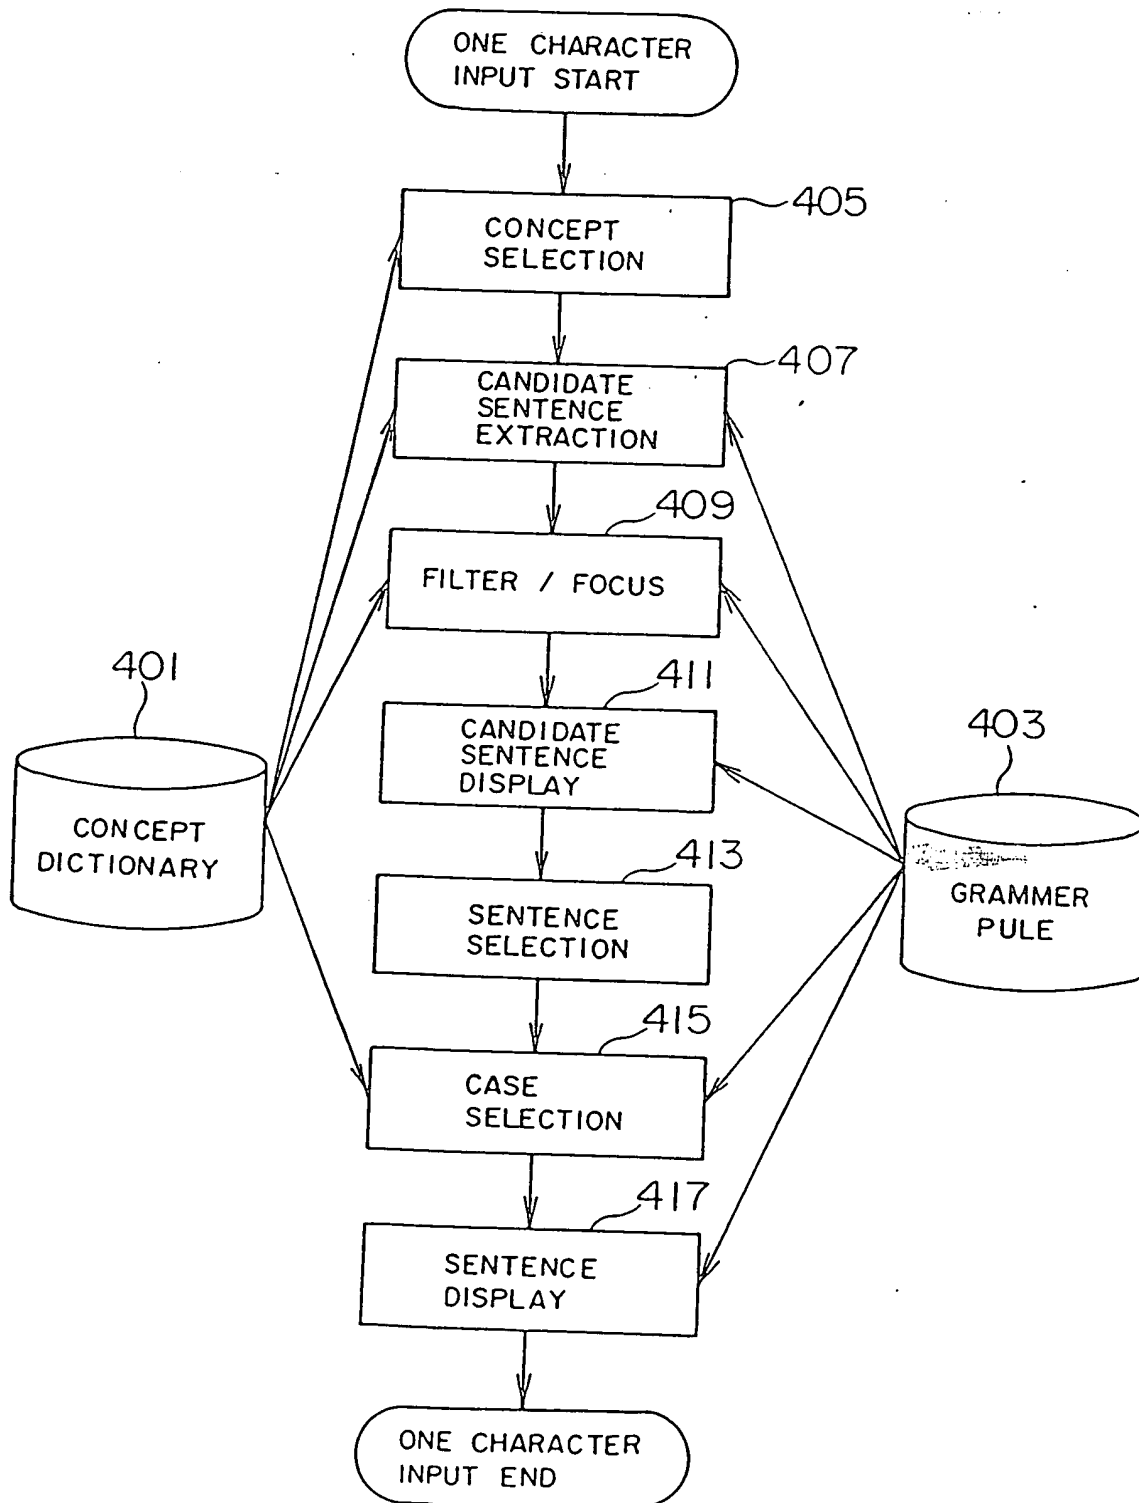 ONE CHARACTER
INPUT START
405
CONCEPT
SELECTION
407
CANDIDATE
SENTENCE
EXTRACTION
409
FILTER / FOCUS
401
CONCEPT
DICTIONARY
411
CANDIDATE
SENTENCE
DISPLAY
403
GRAMMER
PULE
413
SENTENCE
SELECTION
415
CASE
SELECTION
417
SENTENCE
DISPLAY
ONE CHARACTER
INPUT END